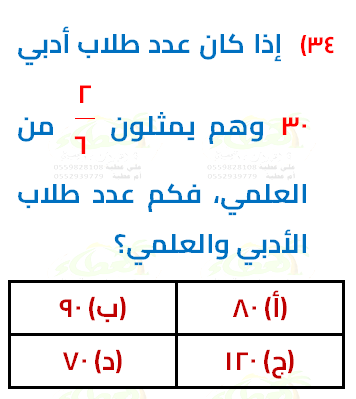 ٣٤) إذا كان عدد طلاب أدبي
٣٠ وهم يمثلون ٢/٦ من
العلمي، فكم عدد طلاب
الأدبي والعلمي؟
(أ) ٨٠ (ب) ٩٠
(ج) ١٢٠ (د) ٧٠